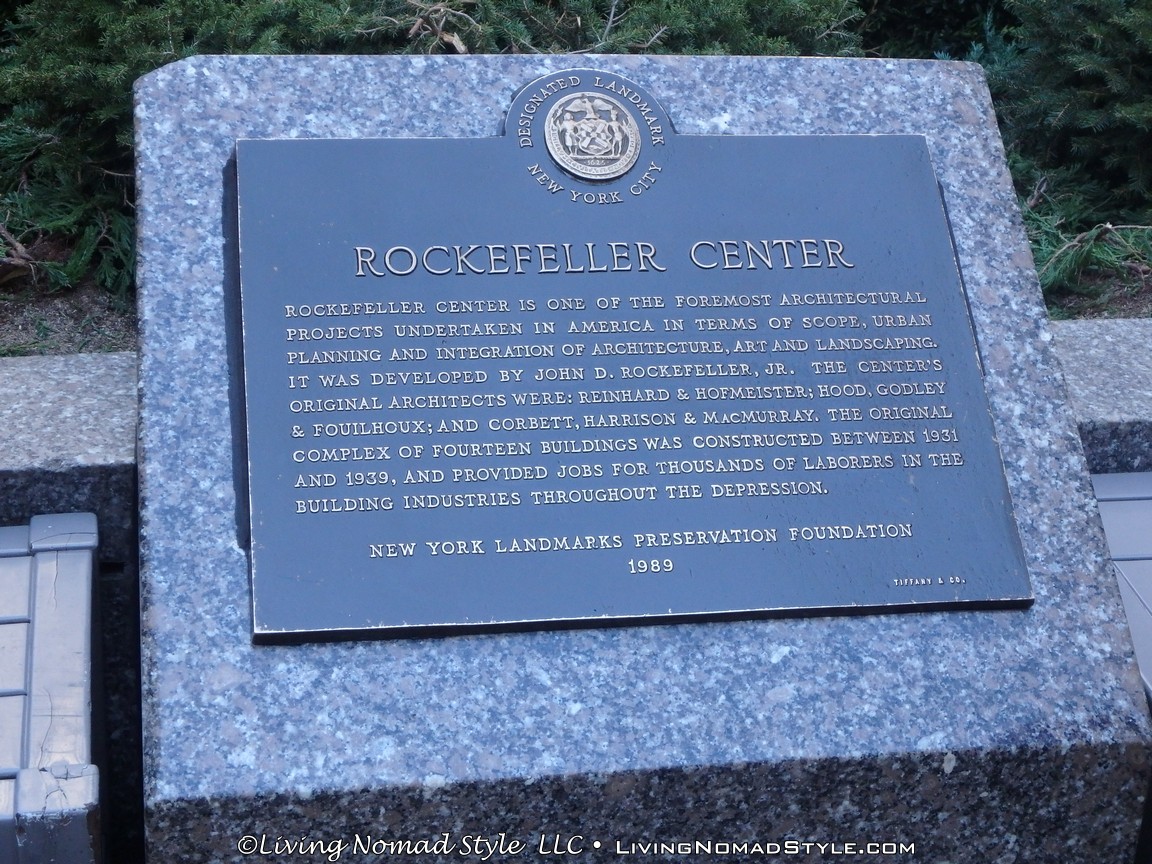 DESIGNATED LANDMARK
NEW YORK CITY
ROCKEFELLER CENTER
ROCKEFELLER CENTER IS ONE OF THE FOREMOST ARCHITECTURAL
PROJECTS UNDERTAKEN IN AMERICA IN TERMS OF SCOPE, URBAN
PLANNING AND INTEGRATION OF ARCHITECTURE, ART AND LANDSCAPING.
IT WAS DEVELOPED BY JOHN D. ROCKEFELLER, JR. THE CENTER'S
ORIGINAL ARCHITECTS WERE: REINHARD & HOFMEISTER; HOOD, GODLEY
& FOUILHOUX; AND CORBETT, HARRISON & MACMURRAY. THE ORIGINAL
COMPLEX OF FOURTEEN BUILDINGS WAS CONSTRUCTED BETWEEN 1931
AND 1939, AND PROVIDED JOBS FOR THOUSANDS OF LABORERS IN THE
BUILDING INDUSTRIES THROUGHOUT THE DEPRESSION.
NEW YORK LANDMARKS PRESERVATION FOUNDATION
1989
TIFFANY & CO.
©Living Nomad Style LLC • LivingNomadStyle.com